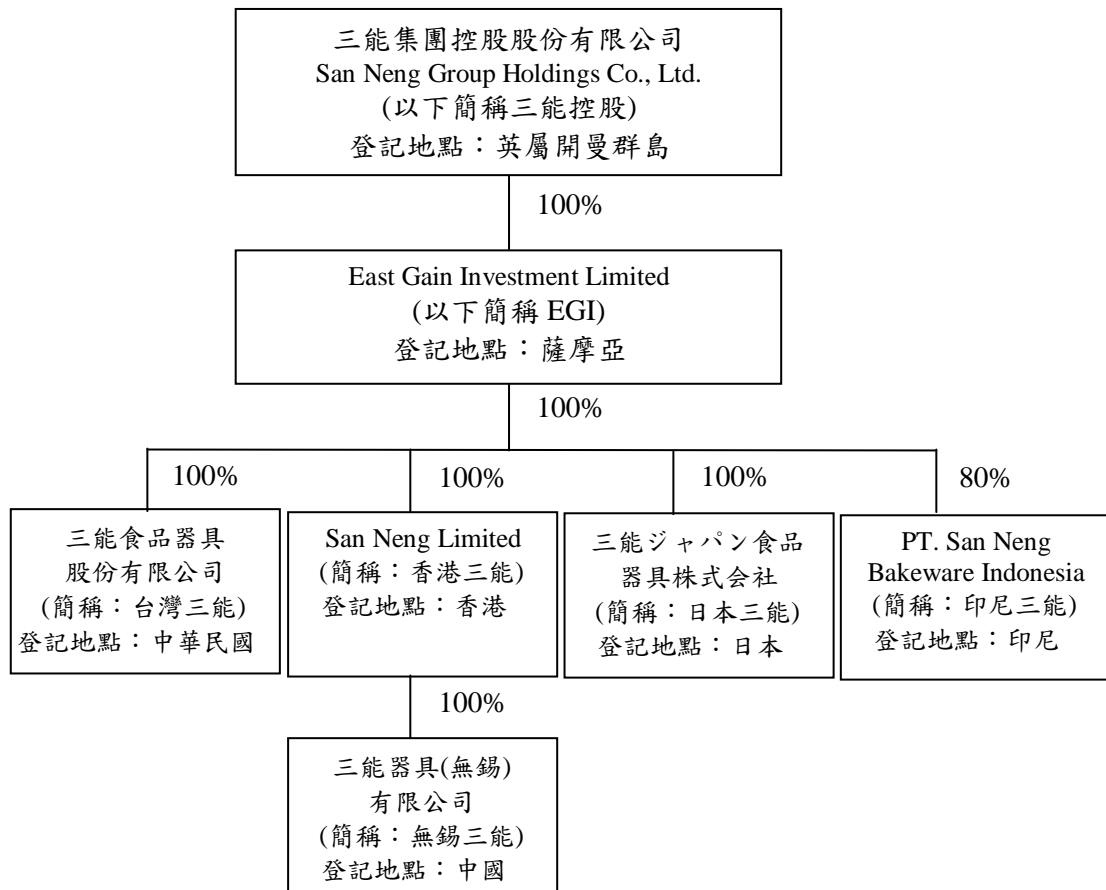 三能集團控股股份有限公司
San Neng Group Holdings Co., Ltd.
(以下簡稱三能控股)
登記地點：英屬開曼群島
100%
East Gain Investment Limited
(以下簡稱 EGI)
登記地點：薩摩亞
100%
100%
100%
100%
80%
三能食品器具
股份有限公司
(簡稱：台灣三能)
登記地點：中華民國
San Neng Limited
(簡稱：香港三能)
登記地點：香港
三能ジャパン食品
器具株式会社
(簡稱：日本三能)
登記地點：日本
PT. San Neng
Bakeware Indonesia
(簡稱：印尼三能)
登記地點：印尼
100%
三能器具(無錫)
有限公司
(簡稱：無錫三能)
登記地點：中國